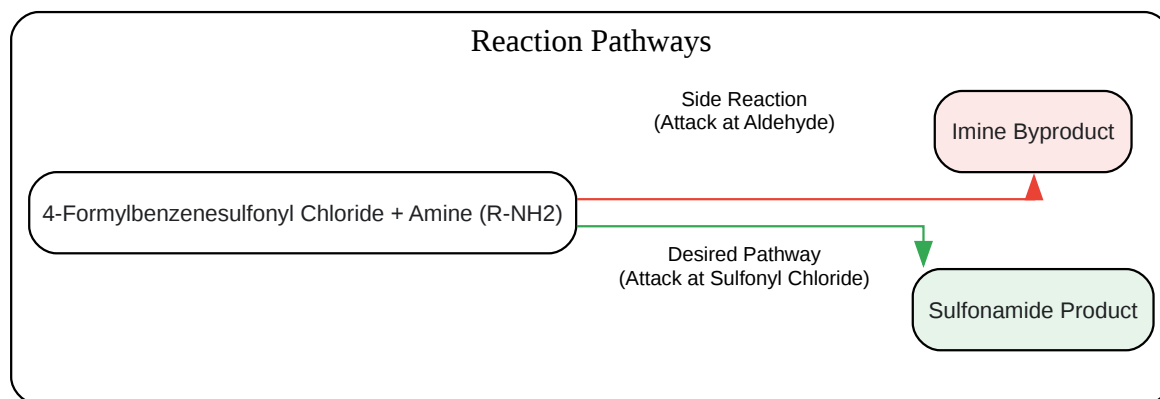 Reaction Pathways
Side Reaction
(Attack at Aldehyde)
Imine Byproduct
4-Formylbenzenesulfonyl Chloride + Amine (R-NH2)
Desired Pathway
(Attack at Sulfonyl Chloride)
Sulfonamide Product